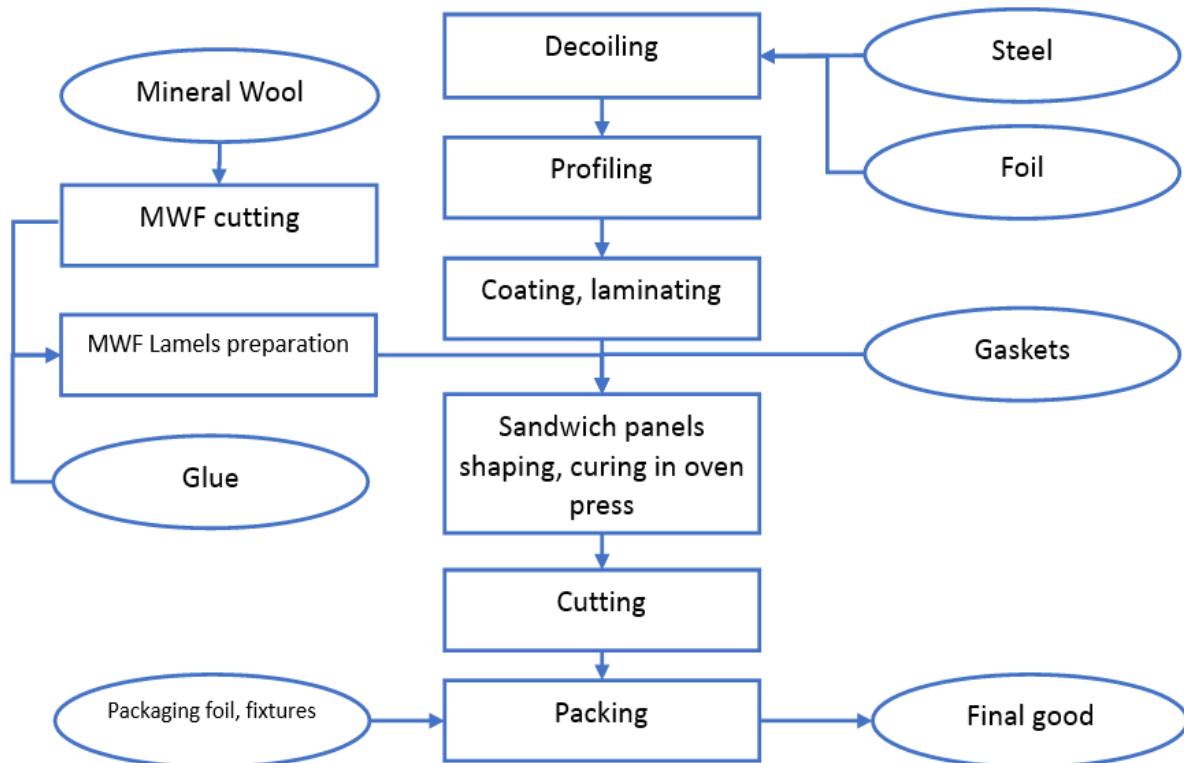 Decoiling
Steel
Mineral Wool
Profiling
Foil
MWF cutting
Coating, laminating
MWF Lamels preparation
Gaskets
Sandwich panels
shaping, curing in oven
press
Glue
Cutting
Packaging foil, fixtures
Packing
Final good